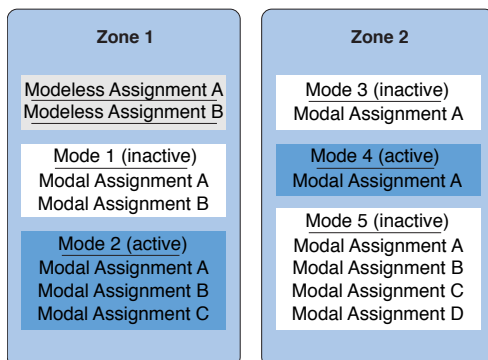 Zone 1
Modeless Assignment A
Modeless Assignment B
Mode 1 (inactive)
Modal Assignment A
Modal Assignment B
Mode 2 (active)
Modal Assignment A
Modal Assignment B
Modal Assignment C
Zone 2
Mode 3 (inactive)
Modal Assignment A
Mode 4 (active)
Modal Assignment A
Mode 5 (inactive)
Modal Assignment A
Modal Assignment B
Modal Assignment C
Modal Assignment D